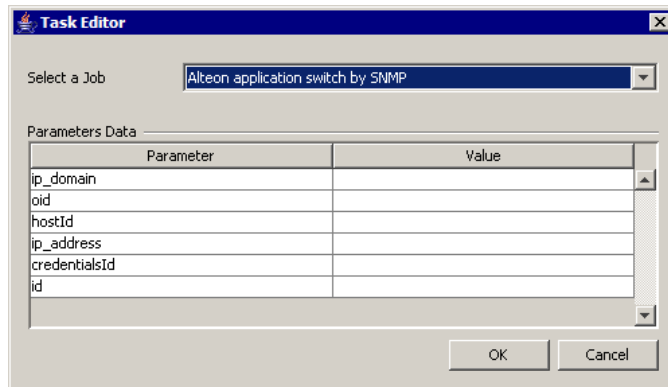 Task Editor
Select a Job Alteon application switch by SNMP
Parameters Data
Parameter Value
ip_domain
oid
hostId
ip_address
credentialsId
id
OK Cancel